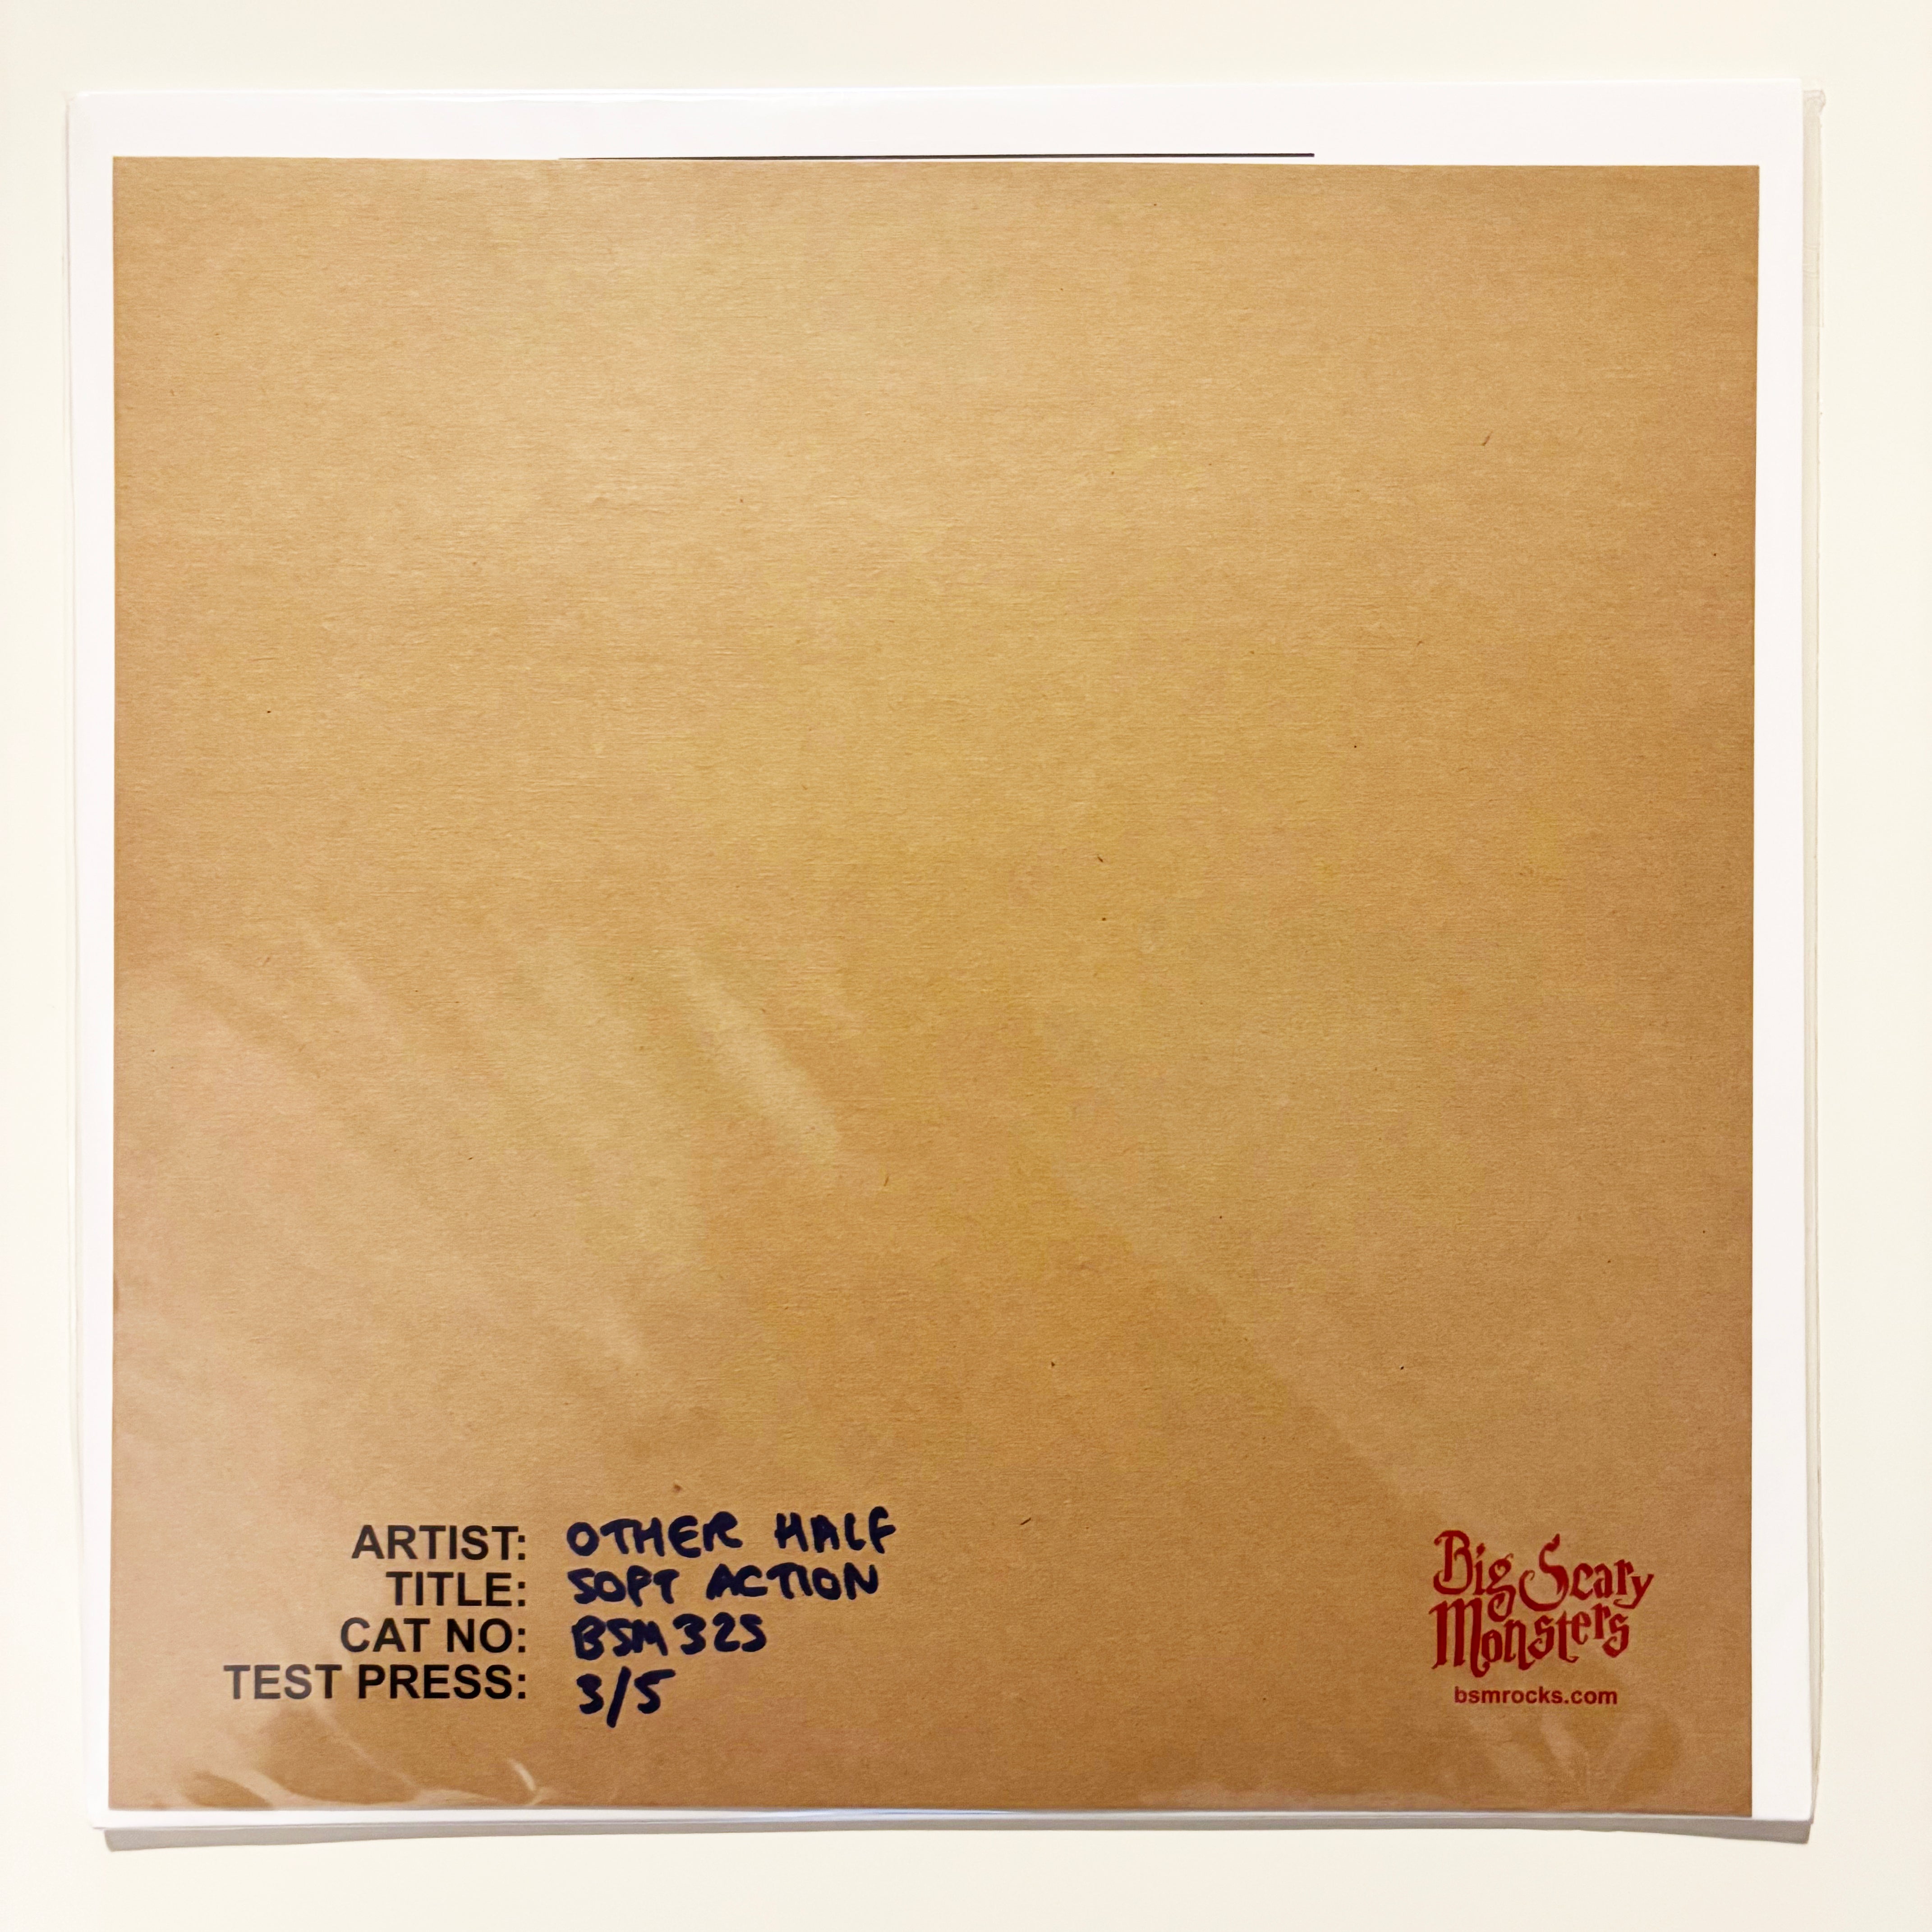 ARTIST: OTHER HALF
TITLE: SOFT ACTION
CAT NO: BSM325
TEST PRESS: 3/5
Big Scary
Monsters
bsmrocks.com